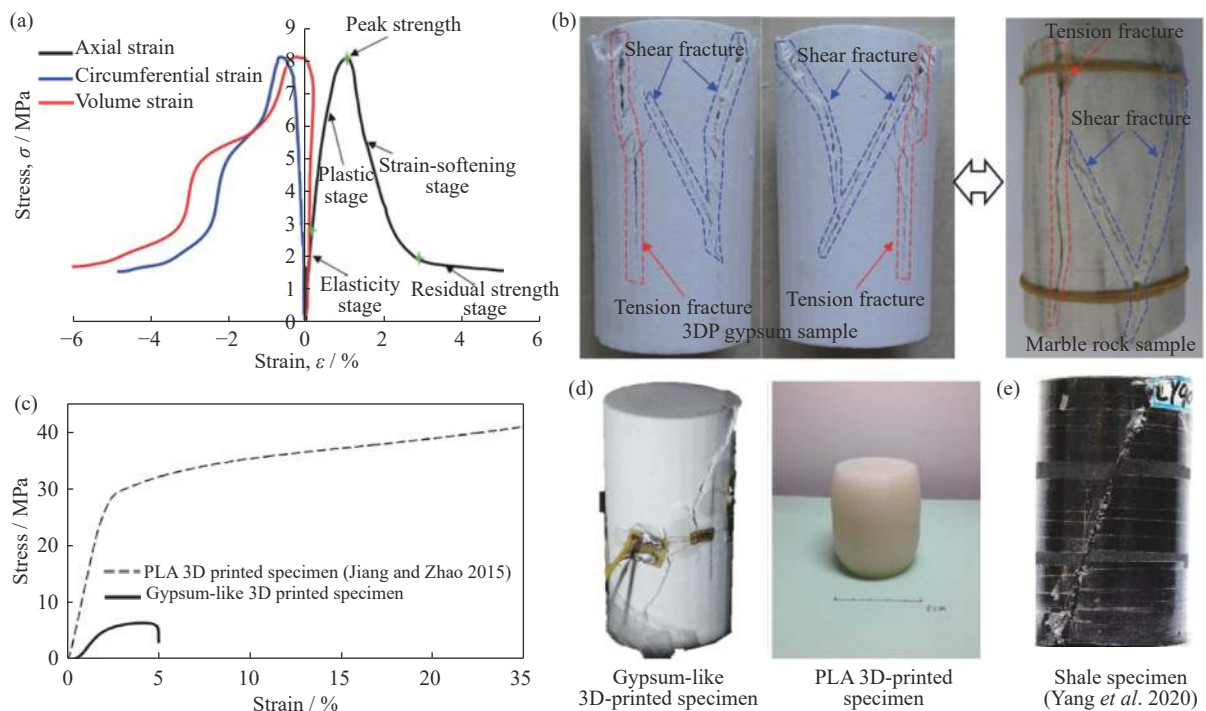 (a)
Axial strain
Circumferential strain
Volume strain
Peak strength
Plastic
stage
Strain-softening
stage
Elasticity
stage
Residual strength
stage
Stress, σ / MPa
9
8
7
6
5
4
3
2
1
0
−6
−4
−2
0
2
4
6
Strain, ε / %
(b)
Shear fracture
Shear fracture
Tension fracture
Shear fracture
Tension fracture
Tension fracture
3DP gypsum sample
Marble rock sample
(c)
Stress / MPa
40
30
20
10
0
PLA 3D printed specimen (Jiang and Zhao 2015)
Gypsum-like 3D printed specimen
0
5
10
15
20
25
30
35
Strain / %
(d)
Gypsum-like
3D-printed specimen
PLA 3D-printed
specimen
(e)
Shale specimen
(Yang et al. 2020)